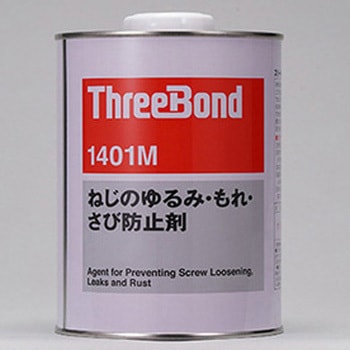 ThreeBond
1401M
ねじのゆるみ・もれ・
さび防止剤
Agent for Preventing Screw Loosening,
Leaks and Rust